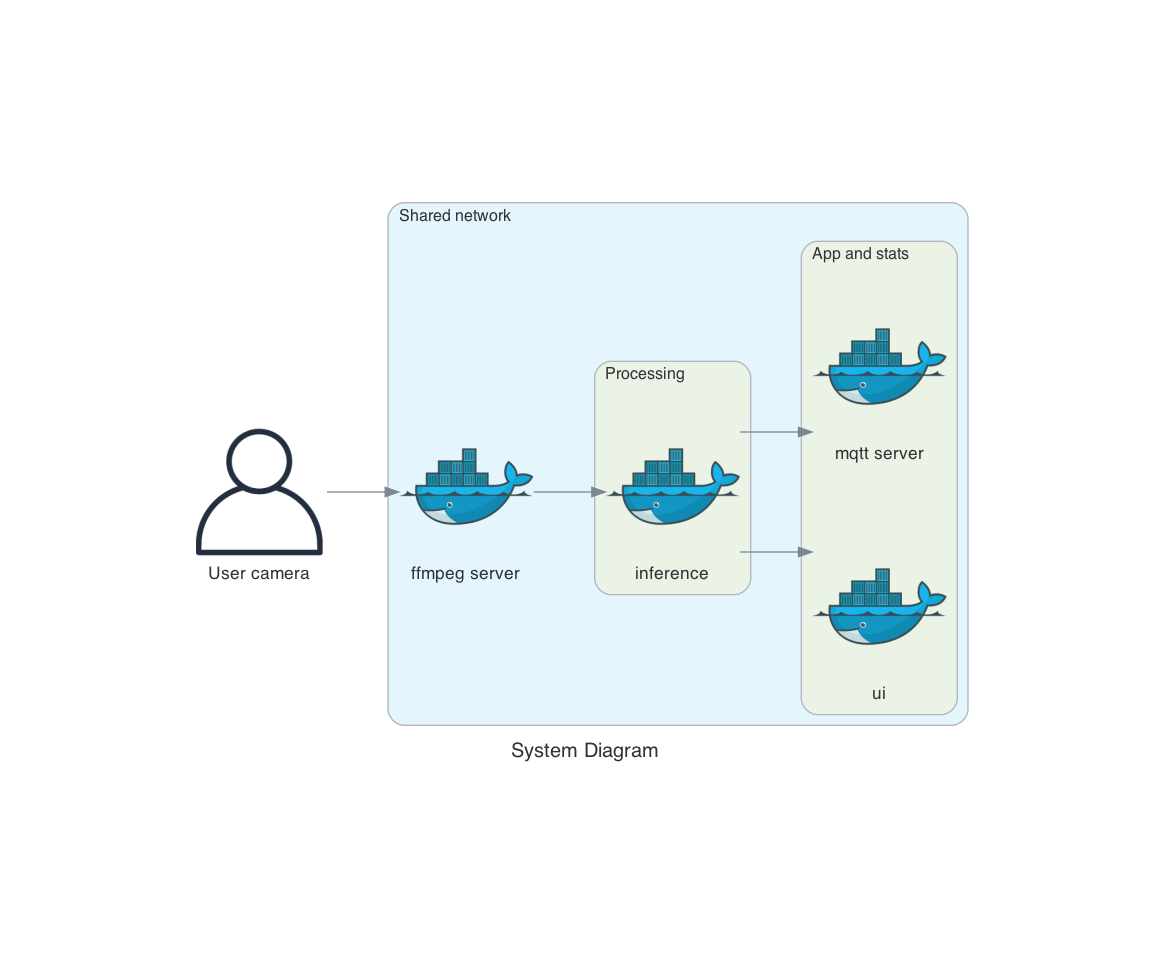 Shared network
App and stats
Processing
mqtt server
User camera
ffmpeg server
inference
ui
System Diagram